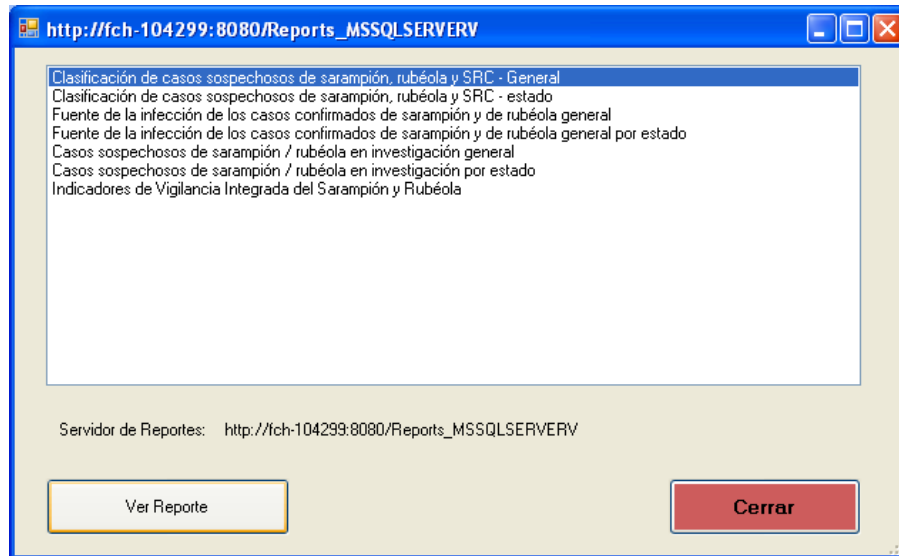 http://fch-104299:8080/Reports_MSSQLSERVERV
Clasificación de casos sospechosos de sarampión, rubéola y SRC - General
Clasificación de casos sospechosos de sarampión, rubéola y SRC - estado
Fuente de la infección de los casos confirmados de sarampión y de rubéola general
Fuente de la infección de los casos confirmados de sarampión y de rubéola general por estado
Casos sospechosos de sarampión / rubéola en investigación general
Casos sospechosos de sarampión / rubéola en investigación por estado
Indicadores de Vigilancia Integrada del Sarampión y Rubéola
Servidor de Reportes: http://fch-104299:8080/Reports_MSSQLSERVERV
Ver Reporte
Cerrar